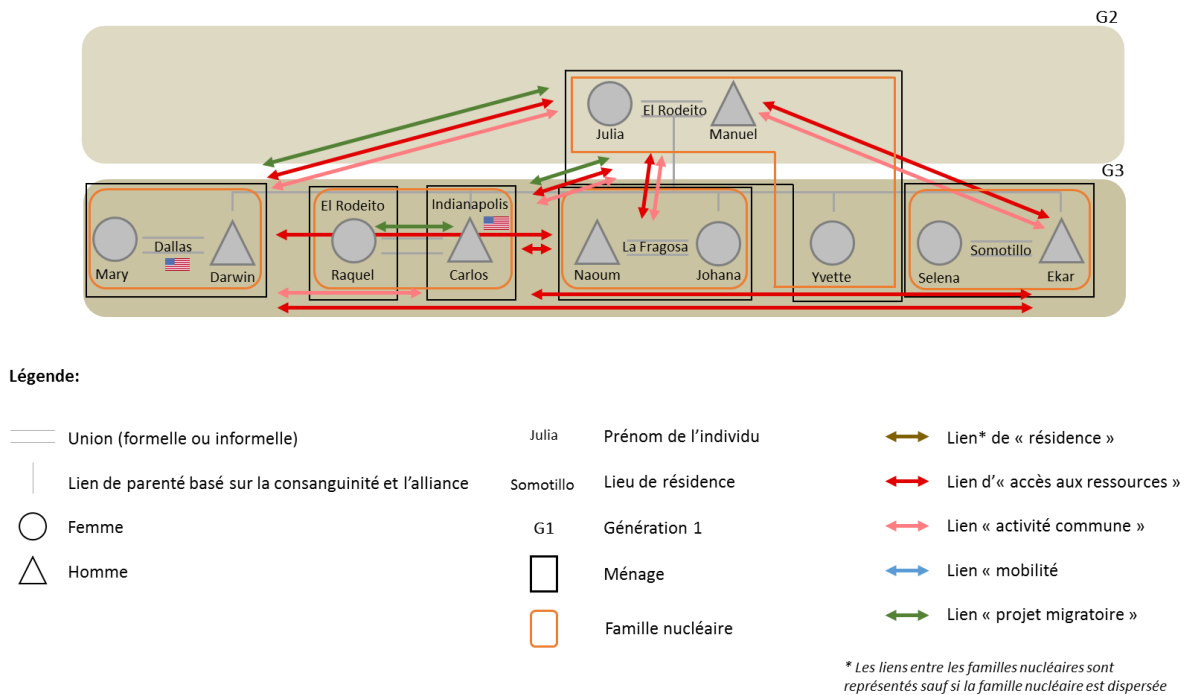 G2
El Rodeito
Julia
Manuel
G3
El Rodeito
Indianapolis
Dallas
La Fragosa
Somotillo
Mary
Darwin
Raquel
Carlos
Naoum
Johana
Yvette
Selena
Ekar
Légende:
Union (formelle ou informelle)
Lien de parenté basé sur la consanguinité et l’alliance
Femme
Homme
Julia
Prénom de l’individu
Somotillo
Lieu de résidence
G1
Génération 1
Ménage
Famille nucléaire
Lien* de « résidence »
Lien d’« accès aux ressources »
Lien « activité commune »
Lien « mobilité
Lien « projet migratoire »
* Les liens entre les familles nucléaires sont
représentés sauf si la famille nucléaire est dispersée